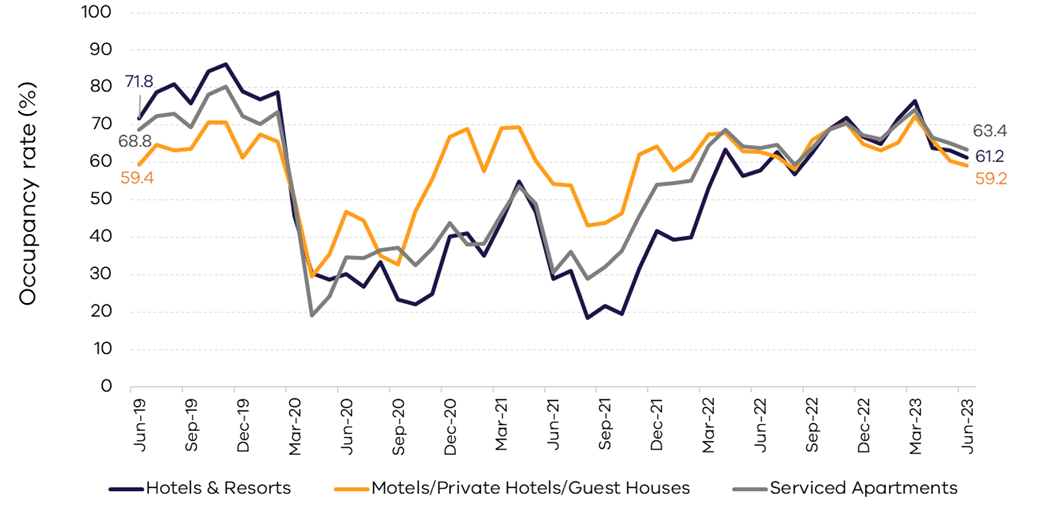 100
90
80
70
60
50
40
30
20
10
0
Occupancy rate (%)
71.8
68.8
59.4
63.4
61.2
59.2
Jun-19
Sep-19
Dec-19
Mar-20
Jun-20
Sep-20
Dec-20
Mar-21
Jun-21
Sep-21
Dec-21
Mar-22
Jun-22
Sep-22
Mar-23
Jun-23
Hotels & Resorts
Motels/Private Hotels/Guest Houses
Serviced Apartments